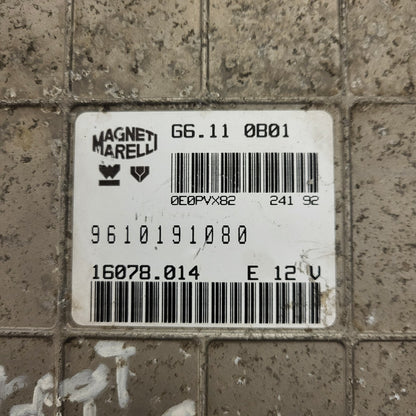 MAGNETI
MARELLI
G6.11 0B01
0E0PVX82 241 92
9610191080
16078.014 E 12 V